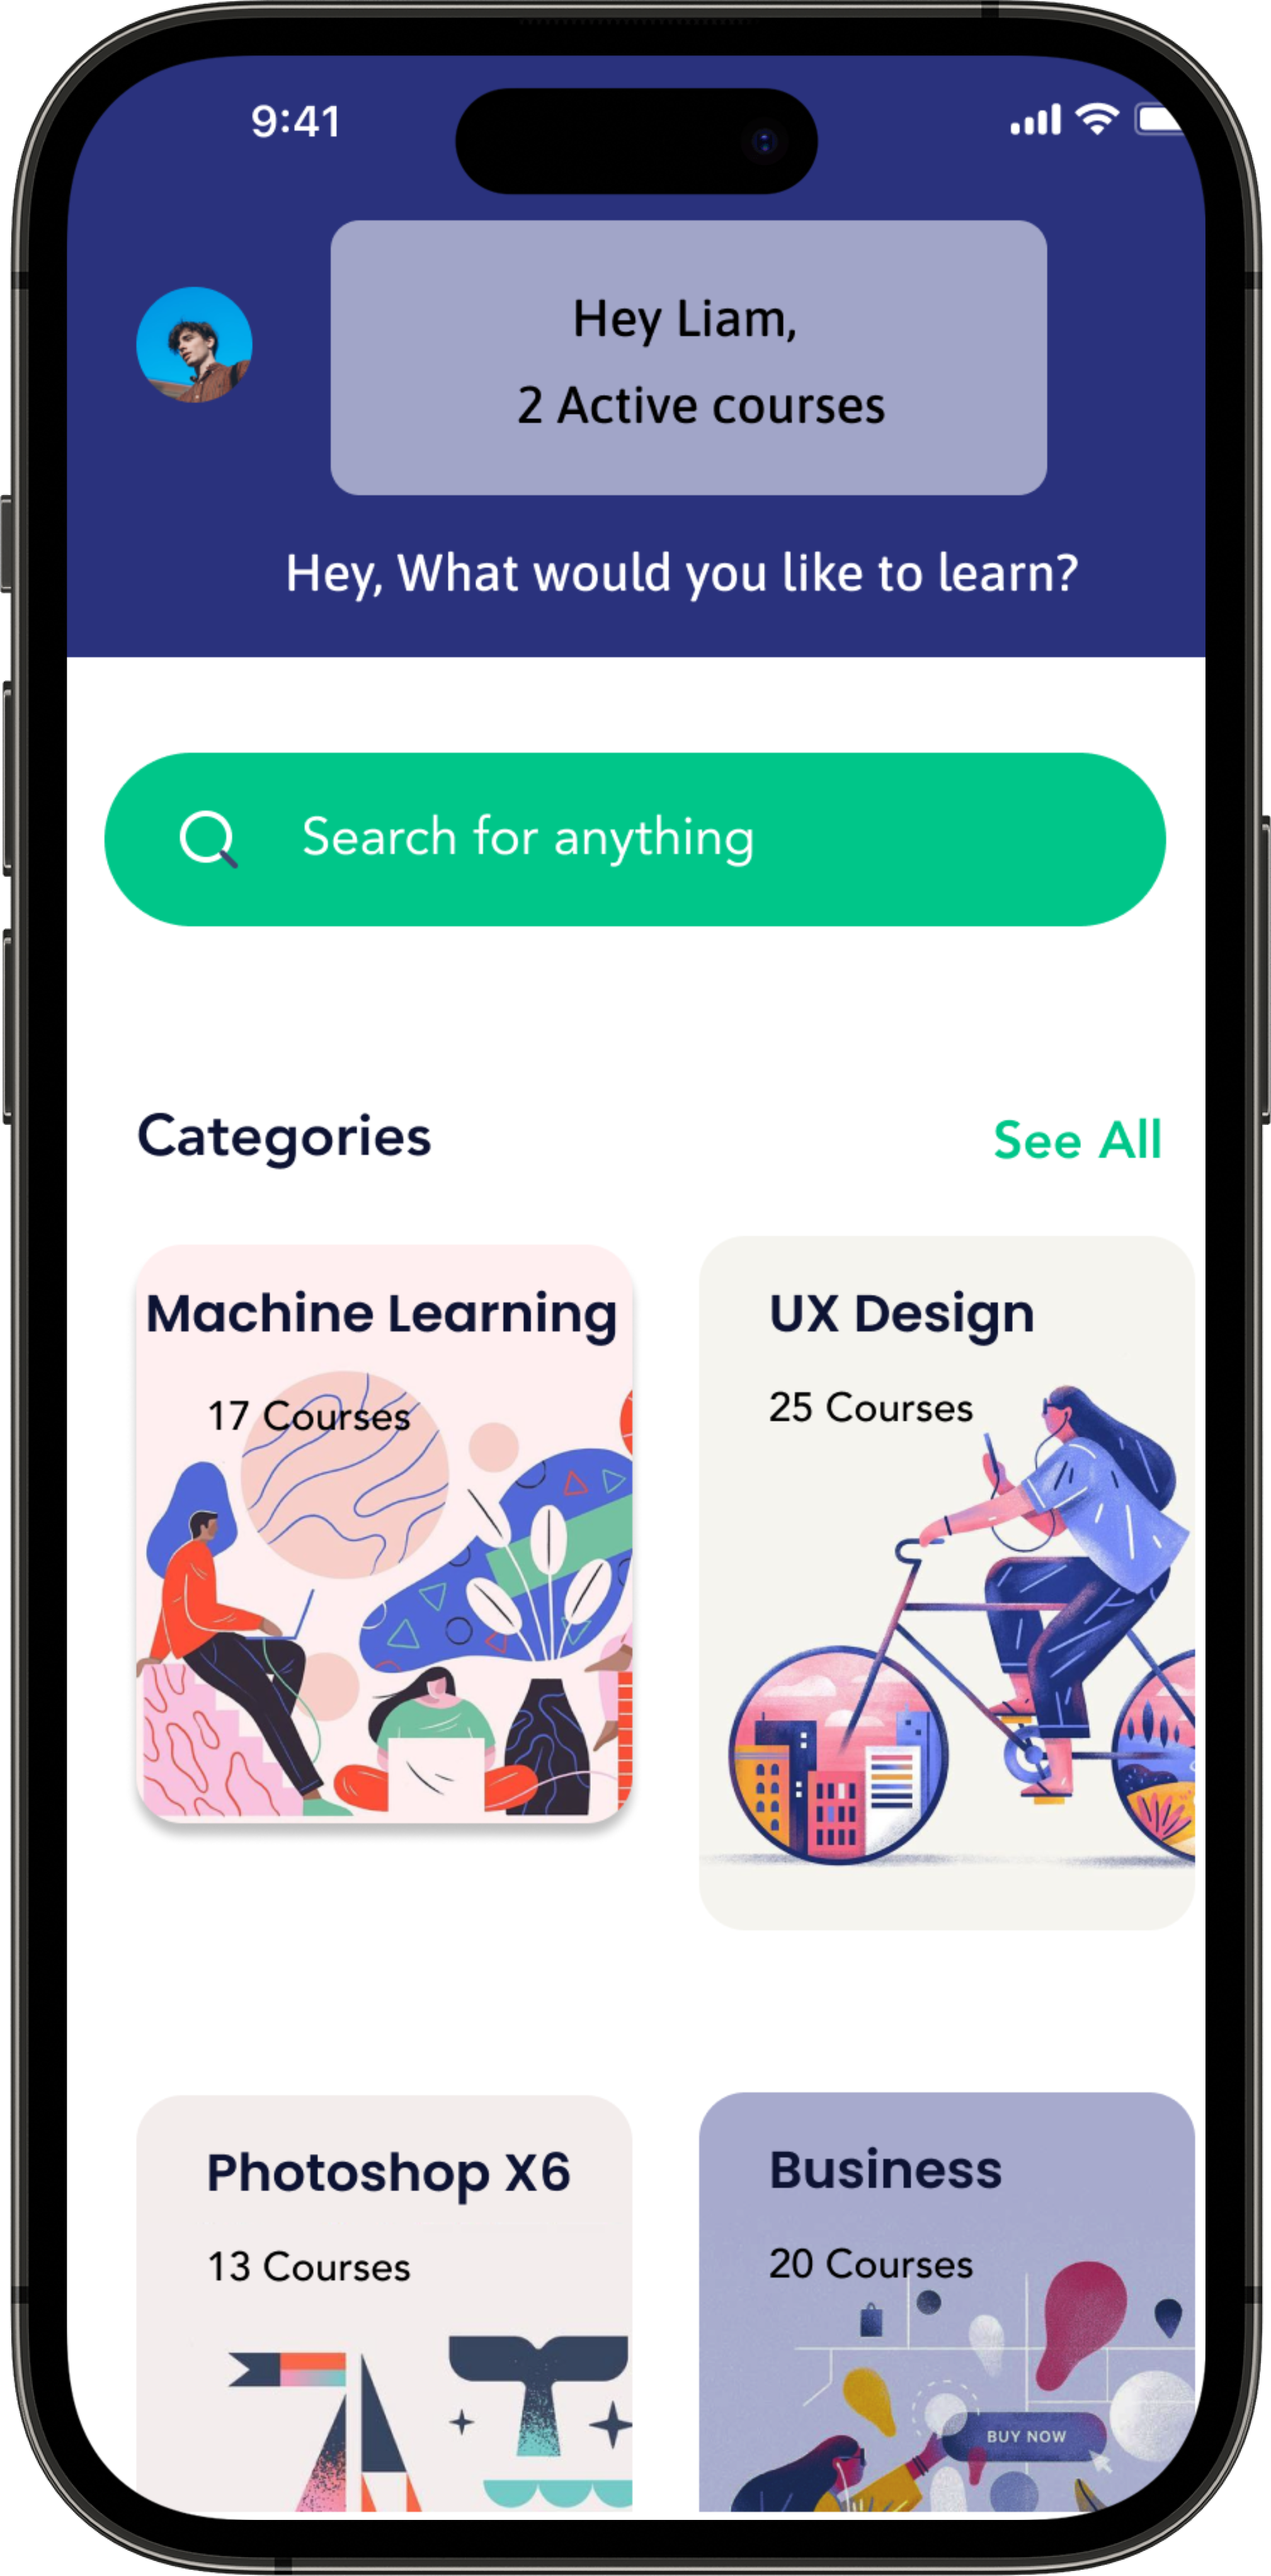 9:41
Hey Liam,
2 Active courses
Hey, What would you like to learn?
Search for anything
Categories
See All
Machine Learning
17 Courses
UX Design
25 Courses
Photoshop X6
13 Courses
Business
20 Courses
BUY NOW